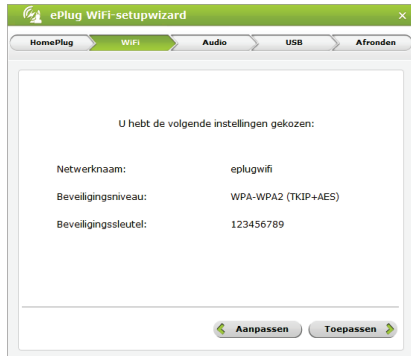 ePlug WiFi-setupwizard
HomePlug WiFi Audio USB Afronden
U hebt de volgende instellingen gekozen:
Netwerknaam: eplugwifi
Beveiligingsniveau: WPA-WPA2 (TKIP+AES)
Beveiligingssleutel: 123456789
Aanpassen Toepassen